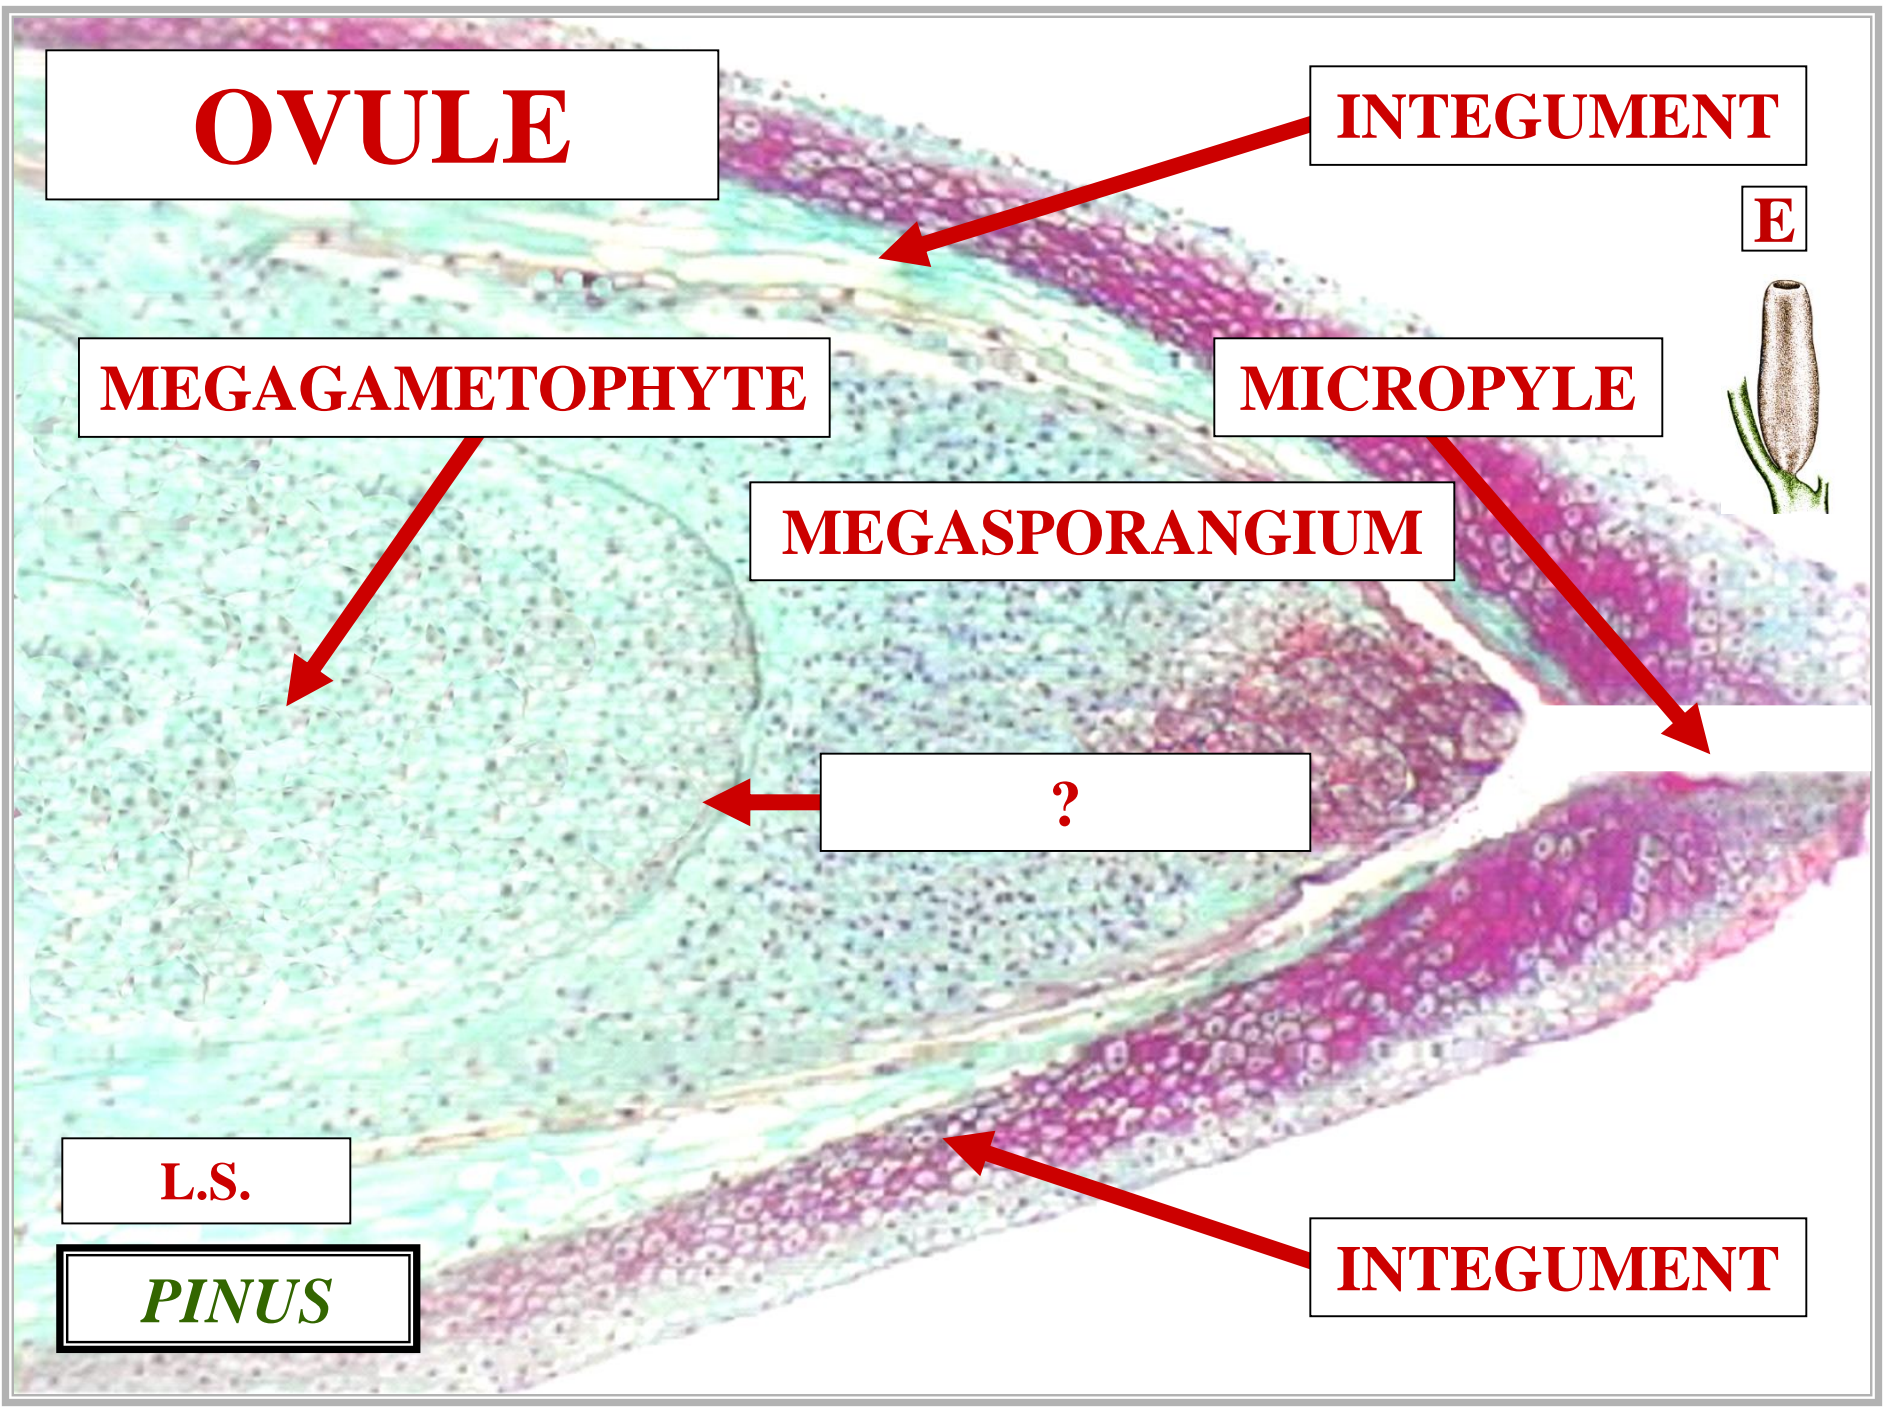 OVULE
INTEGUMENT
E
MEGAGAMETOPHYTE
MICROPYLE
MEGASPORANGIUM
?
L.S.
PINUS
INTEGUMENT